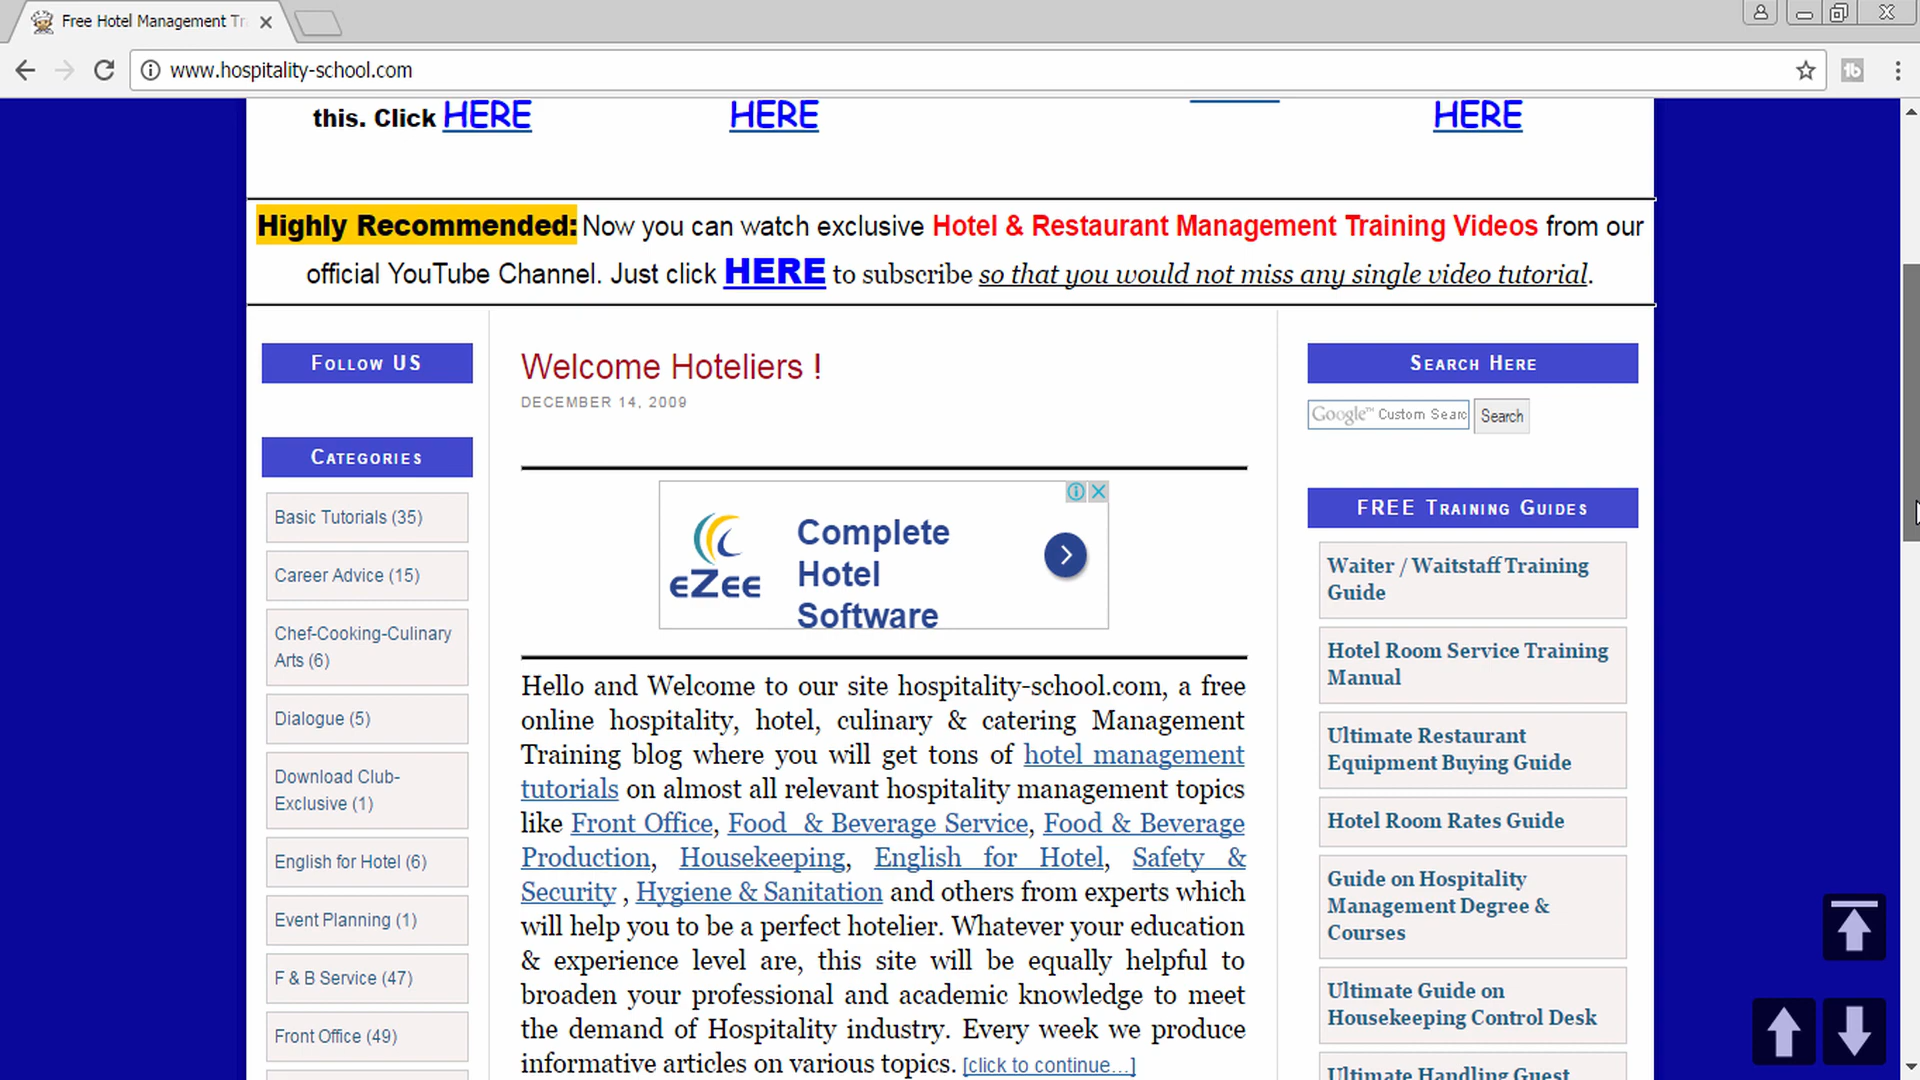 Free Hotel Management Tr
www.hospitality-school.com
this. Click HERE
HERE
HERE
Highly Recommended: Now you can watch exclusive Hotel & Restaurant Management Training Videos from our
official YouTube Channel. Just click HERE to subscribe so that you would not miss any single video tutorial.
Follow US
Categories
Basic Tutorials (35)
Career Advice (15)
Chef-Cooking-Culinary
Arts (6)
Dialogue (5)
Download Club-
Exclusive (1)
English for Hotel (6)
Event Planning (1)
F & B Service (47)
Front Office (49)
Welcome Hoteliers !
DECEMBER 14, 2009
eZee
Complete
Hotel
Software
Hello and Welcome to our site hospitality-school.com, a free
online hospitality, hotel, culinary & catering Management
Training blog where you will get tons of hotel management
tutorials on almost all relevant hospitality management topics
like Front Office, Food & Beverage Service, Food & Beverage
Production, Housekeeping, English for Hotel, Safety &
Security , Hygiene & Sanitation and others from experts which
will help you to be a perfect hotelier. Whatever your education
& experience level are, this site will be equally helpful to
broaden your professional and academic knowledge to meet
the demand of Hospitality industry. Every week we produce
informative articles on various topics. [click to continue...]
Search Here
Google™ Custom Searc
Search
FREE Training Guides
Waiter / Waitstaff Training
Guide
Hotel Room Service Training
Manual
Ultimate Restaurant
Equipment Buying Guide
Hotel Room Rates Guide
Guide on Hospitality
Management Degree &
Courses
Ultimate Guide on
Housekeeping Control Desk
Ultimate Handling Guest